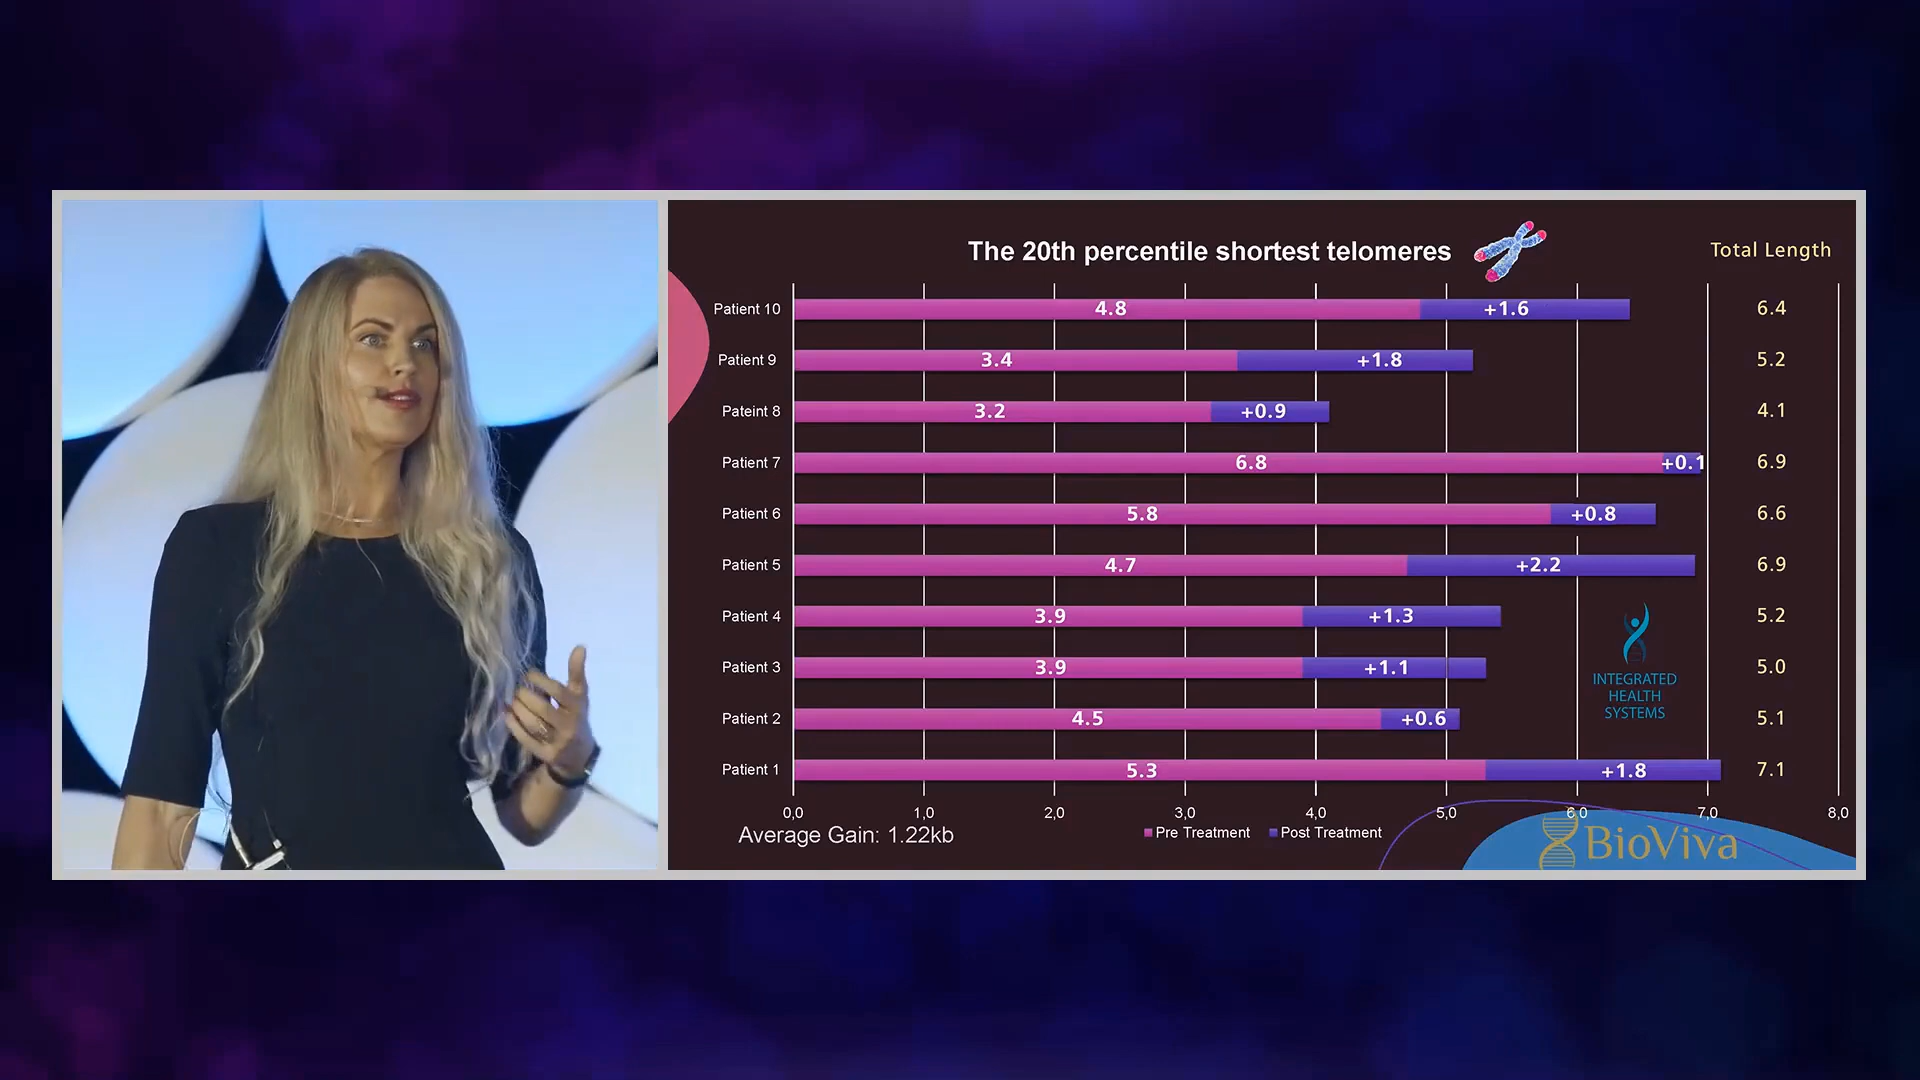 The 20th percentile shortest telomeres
Total Length
Patient 10 4.8 +1.6 6.4
Patient 9 3.4 +1.8 5.2
Pateint 8 3.2 +0.9 4.1
Patient 7 6.8 +0.1 6.9
Patient 6 5.8 +0.8 6.6
Patient 5 4.7 +2.2 6.9
Patient 4 3.9 +1.3 5.2
Patient 3 3.9 +1.1 5.0
Patient 2 4.5 +0.6 5.1
Patient 1 5.3 +1.8 7.1
INTEGRATED
HEALTH
SYSTEMS
0,0 1,0 2,0 3,0 4,0 5,0 6,0 7,0 8,0
Average Gain: 1.22kb
Pre Treatment Post Treatment
BioViva